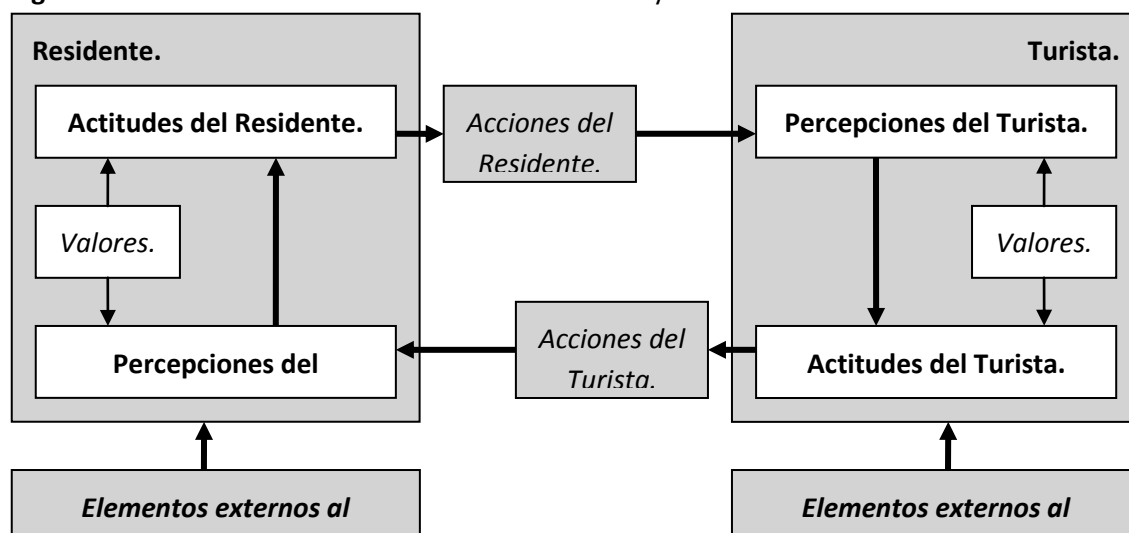 Residente.
Turista.
Actitudes del Residente.
Acciones del
Residente.
Percepciones del Turista.
Valores.
Valores.
Percepciones del
Acciones del
Turista.
Actitudes del Turista.
Elementos externos al
Elementos externos al